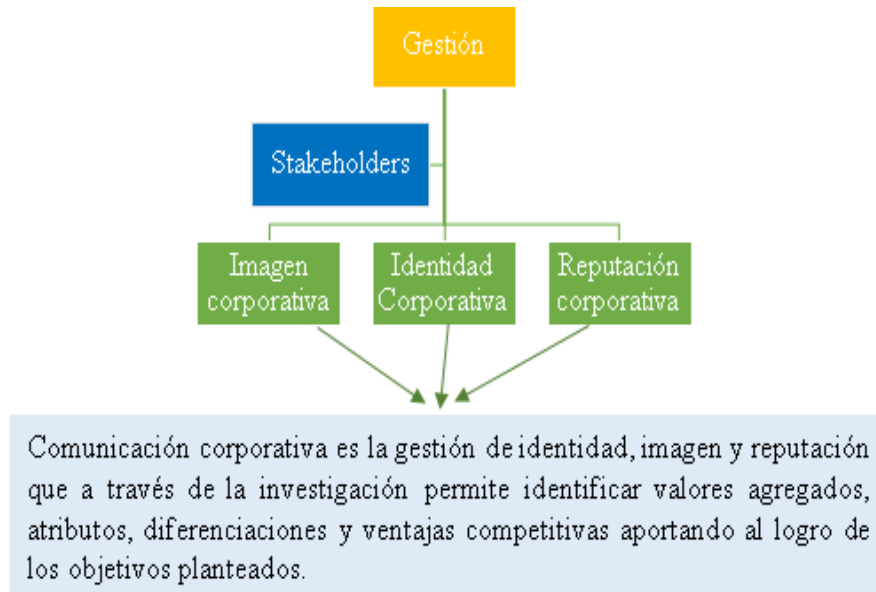 Gestión
Stakeholders
Imagen
corporativa
Identidad
Corporativa
Reputación
corporativa
Comunicación corporativa es la gestión de identidad, imagen y reputación
que a través de la investigación permite identificar valores agregados,
atributos, diferenciaciones y ventajas competitivas aportando al logro de
los objetivos planteados.